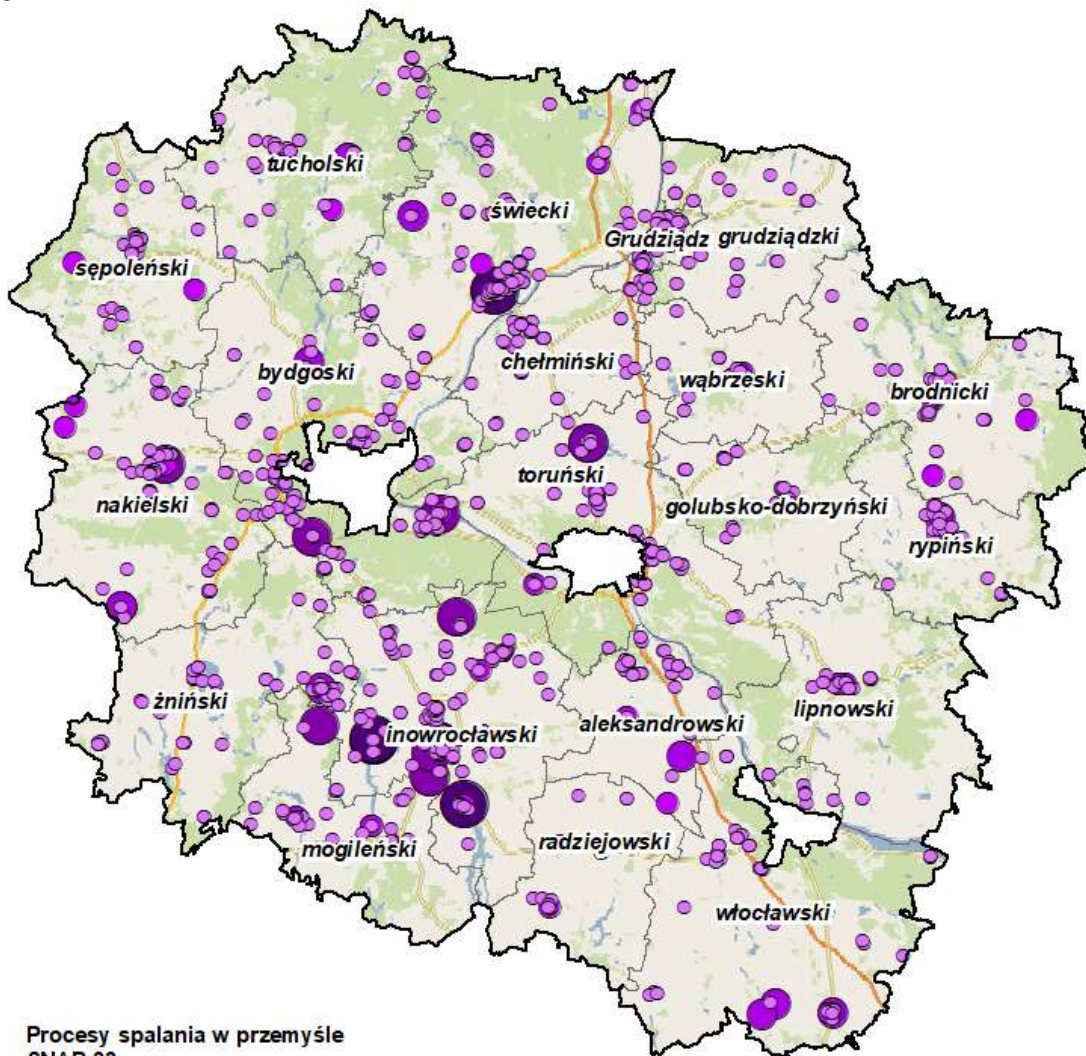 tucholski
świecki
Grudziądz grudziądzki
sępoleński
bydgoski
chełmiński
wąbrzeski
brodnicki
toruński
nakielski
golubsko-dobrzyński
rypiński
żniński
inowrocławski
aleksandrowski
lipnowski
mogileński
radziejowski
włocławski
Procesy spalania w przemyśle